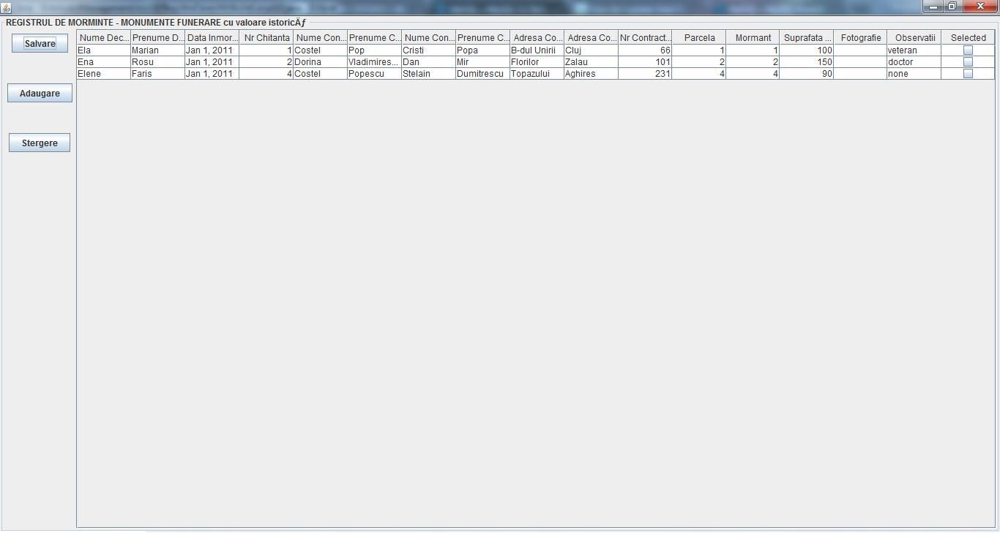 REGISTRUL DE MORMINTE - MONUMENTE FUNERARE cu valoare istoricÄƒ
Salvare
Adaugare
Stergere
Nume Dec... Prenume D... Data Inmor... Nr Chitanta Nume Con... Prenume C... Nume Con... Prenume C... Adresa Co... Adresa Co... Nr Contract... Parcela Mormant Suprafata ... Fotografie Observatii Selected
Ela Marian Jan 1, 2011 1 Costel Pop Cristi Popa B-dul Unirii Cluj 66 1 1 100 veteran
Ena Rosu Jan 1, 2011 2 Dorina Vladimires... Dan Mir Florilor Zalau 101 2 2 150 doctor
Elene Faris Jan 1, 2011 4 Costel Popescu Stelain Dumitrescu Topazului Aghires 231 4 4 90 none